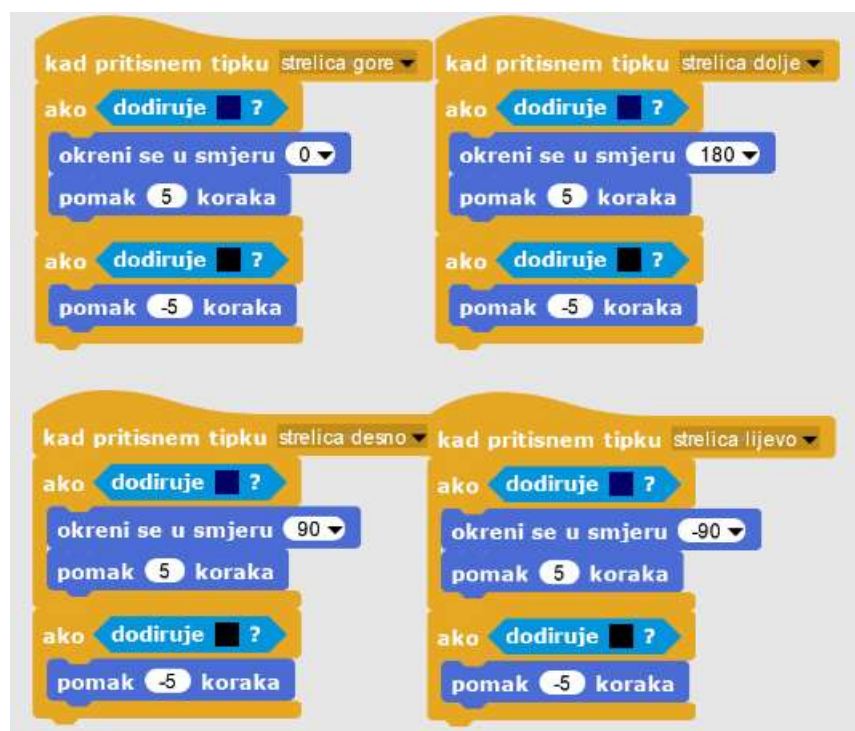 kad pritisnem tipku strelica gore
ako dodiruje ?
okreni se u smjeru 0
pomak 5 koraka
ako dodiruje ?
pomak -5 koraka
kad pritisnem tipku strelica dolje
ako dodiruje ?
okreni se u smjeru 180
pomak 5 koraka
ako dodiruje ?
pomak -5 koraka
kad pritisnem tipku strelica desno
ako dodiruje ?
okreni se u smjeru 90
pomak 5 koraka
ako dodiruje ?
pomak -5 koraka
kad pritisnem tipku strelica lijevo
ako dodiruje ?
okreni se u smjeru -90
pomak 5 koraka
ako dodiruje ?
pomak -5 koraka